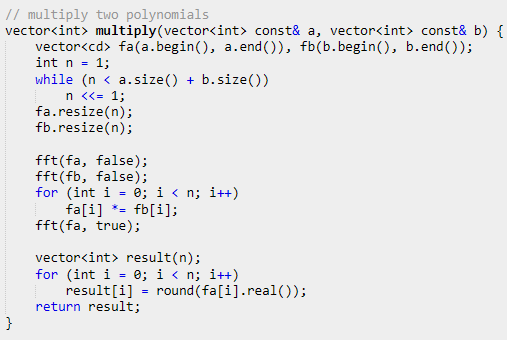 // multiply two polynomials
vector<int> multiply(vector<int> const& a, vector<int> const& b) {
    vector<cd> fa(a.begin(), a.end()), fb(b.begin(), b.end());
    int n = 1;
    while (n < a.size() + b.size())
        n <<= 1;
    fa.resize(n);
    fb.resize(n);

    fft(fa, false);
    fft(fb, false);
    for (int i = 0; i < n; i++)
        fa[i] *= fb[i];
    fft(fa, true);

    vector<int> result(n);
    for (int i = 0; i < n; i++)
        result[i] = round(fa[i].real());
    return result;
}